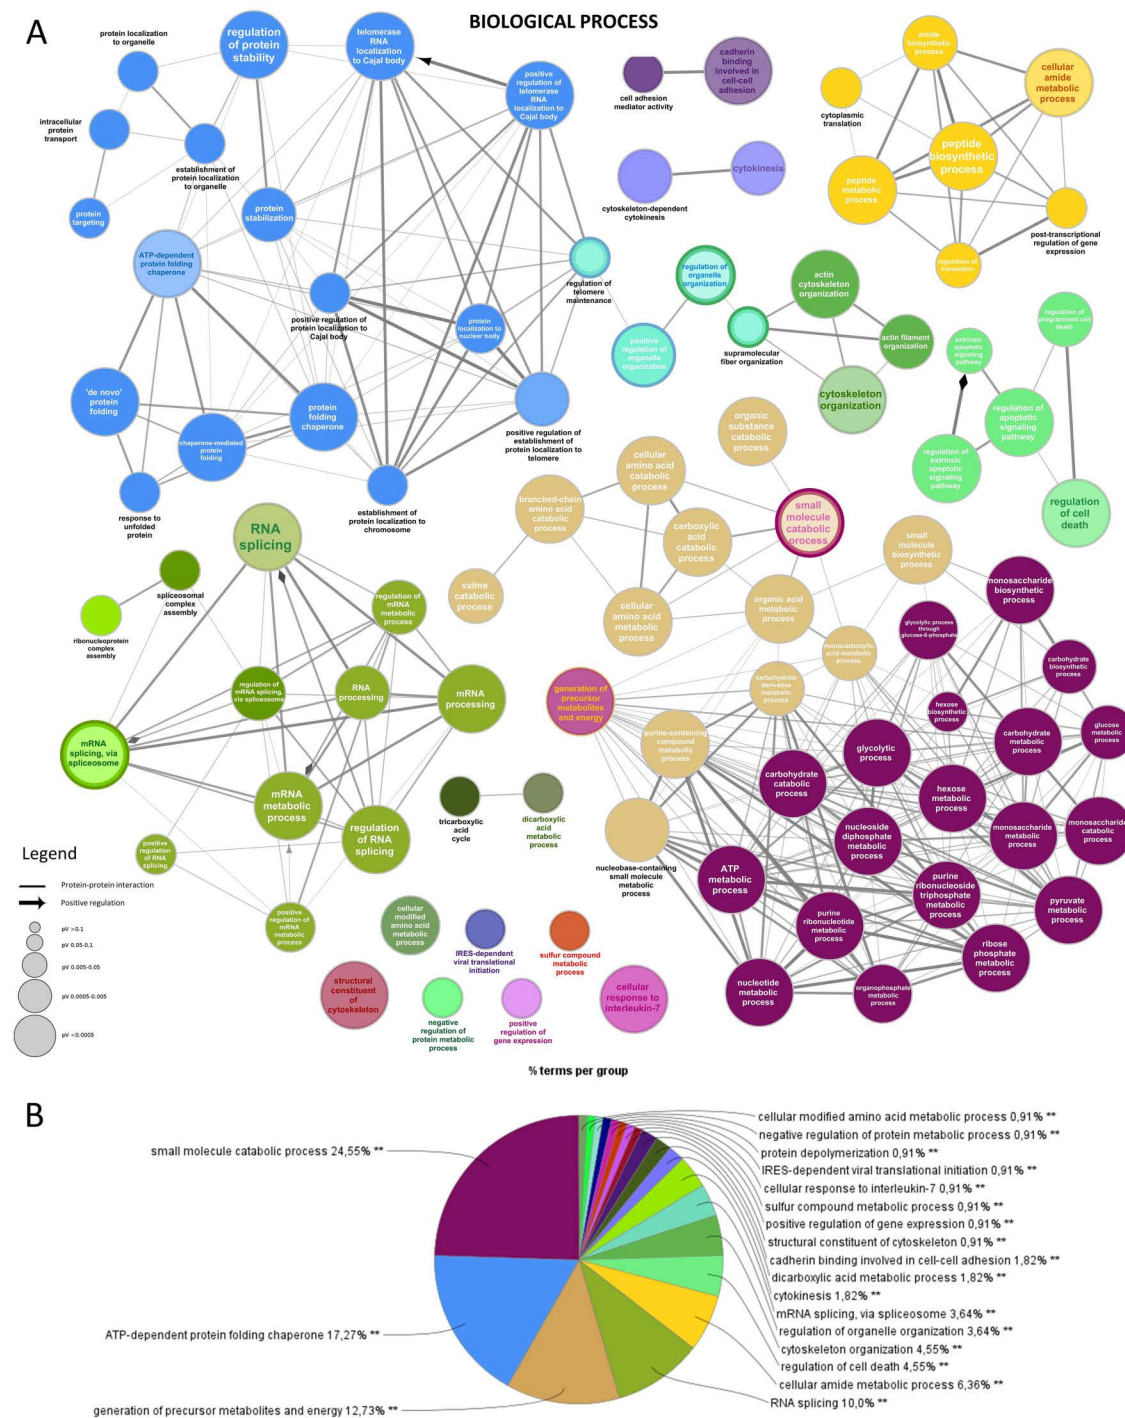 A
BIOLOGICAL PROCESS
protein localization
to organelle
regulation
of protein
stability
telomerase
RNA
localization
to Cajal body
positive
regulation of
telomerase RNA
localization to
Cajal body
intracellular
protein
transport
establishment of
protein localization
to organelle
protein
targeting
protein
stabilization
ATP-dependent
protein folding
chaperone
positive regulation of
protein localization to
Cajal body
protein
localization to
nuclear body
regulation of
telomere
maintenance
'de novo'
protein
folding
protein
folding
chaperone
chaperone-mediated
protein
folding
positive regulation of
establishment of
protein localization to
telomere
response to
unfolded
protein
establishment of
protein localization to
chromosome
cell adhesion
mediator activity
cadherin
binding
involved in
cell-cell
adhesion
cytoskeleton-dependent
cytokinesis
cytokinesis
amide
biosynthetic
process
cellular
amide
metabolic
process
cytoplasmic
translation
peptide
biosynthetic
process
peptide
metabolic
process
post-transcriptional
regulation of gene
expression
regulation of
translation
regulation
of organelle
organization
positive
regulation of
organelle
organization
supramolecular
fiber organization
actin
cytoskeleton
organization
actin filament
organization
cytoskeleton
organization
regulation of
programmed cell
death
extrinsic
apoptotic
signaling
pathway
regulation of
apoptotic
signaling
pathway
regulation of
extrinsic
apoptotic
signaling
pathway
regulation
of cell
death
organic
substance
catabolic
process
cellular
amino acid
catabolic
process
branched-chain
amino acid
catabolic
process
carboxylic
acid
catabolic
process
small
molecule
catabolic
process
valine
catabolic
process
cellular
amino acid
metabolic
process
organic acid
metabolic
process
small
molecule
biosynthetic
process
monocarboxylic
acid metabolic
process
carbohydrate
derivative
metabolic
process
generation of
precursor
metabolites
and energy
purine-containing
compound
metabolic
process
nucleobase-containing
small molecule
metabolic process
monosaccharide
biosynthetic
process
glycolytic process
through
glucose-6-phosphate
carbohydrate
biosynthetic
process
hexose
biosynthetic
process
glucose
metabolic
process
carbohydrate
metabolic
process
glycolytic
process
carbohydrate
catabolic
process
hexose
metabolic
process
nucleoside
diphosphate
metabolic
process
monosaccharide
metabolic
process
monosaccharide
catabolic
process
ATP
metabolic
process
purine
ribonucleoside
triphosphate
metabolic
process
pyruvate
metabolic
process
purine
ribonucleotide
metabolic
process
ribose
phosphate
metabolic
process
nucleotide
metabolic
process
organophosphate
metabolic
process
RNA
splicing
spliceosomal
complex
assembly
ribonucleoprotein
complex
assembly
regulation of
mRNA
metabolic
process
regulation of
mRNA splicing,
via spliceosome
RNA
processing
mRNA
processing
mRNA
splicing, via
spliceosome
mRNA
metabolic
process
regulation
of RNA
splicing
positive
regulation
of RNA
splicing
positive
regulation of
mRNA
metabolic
process
tricarboxylic
acid
cycle
dicarboxylic
acid
metabolic
process
cellular
modified
amino acid
metabolic
process
IRES-dependent
viral translational
initiation
sulfur compound
metabolic
process
structural
constituent
of
cytoskeleton
negative
regulation of
protein metabolic
process
positive
regulation of
gene expression
cellular
response to
interleukin-7
Legend
Protein-protein interaction
Positive regulation
pV >0.1
pV 0.05-0.1
pV 0.005-0.05
pV 0.0005-0.005
pV <0.0005
% terms per group
B
small molecule catabolic process 24,55% **
ATP-dependent protein folding chaperone 17,27% **
generation of precursor metabolites and energy 12,73% **
cellular modified amino acid metabolic process 0,91% **
negative regulation of protein metabolic process 0,91% **
protein depolymerization 0,91% **
IRES-dependent viral translational initiation 0,91% **
cellular response to interleukin-7 0,91% **
sulfur compound metabolic process 0,91% **
positive regulation of gene expression 0,91% **
structural constituent of cytoskeleton 0,91% **
cadherin binding involved in cell-cell adhesion 1,82% **
dicarboxylic acid metabolic process 1,82% **
cytokinesis 1,82% **
mRNA splicing, via spliceosome 3,64% **
regulation of organelle organization 3,64% **
cytoskeleton organization 4,55% **
regulation of cell death 4,55% **
cellular amide metabolic process 6,36% **
RNA splicing 10,0% **